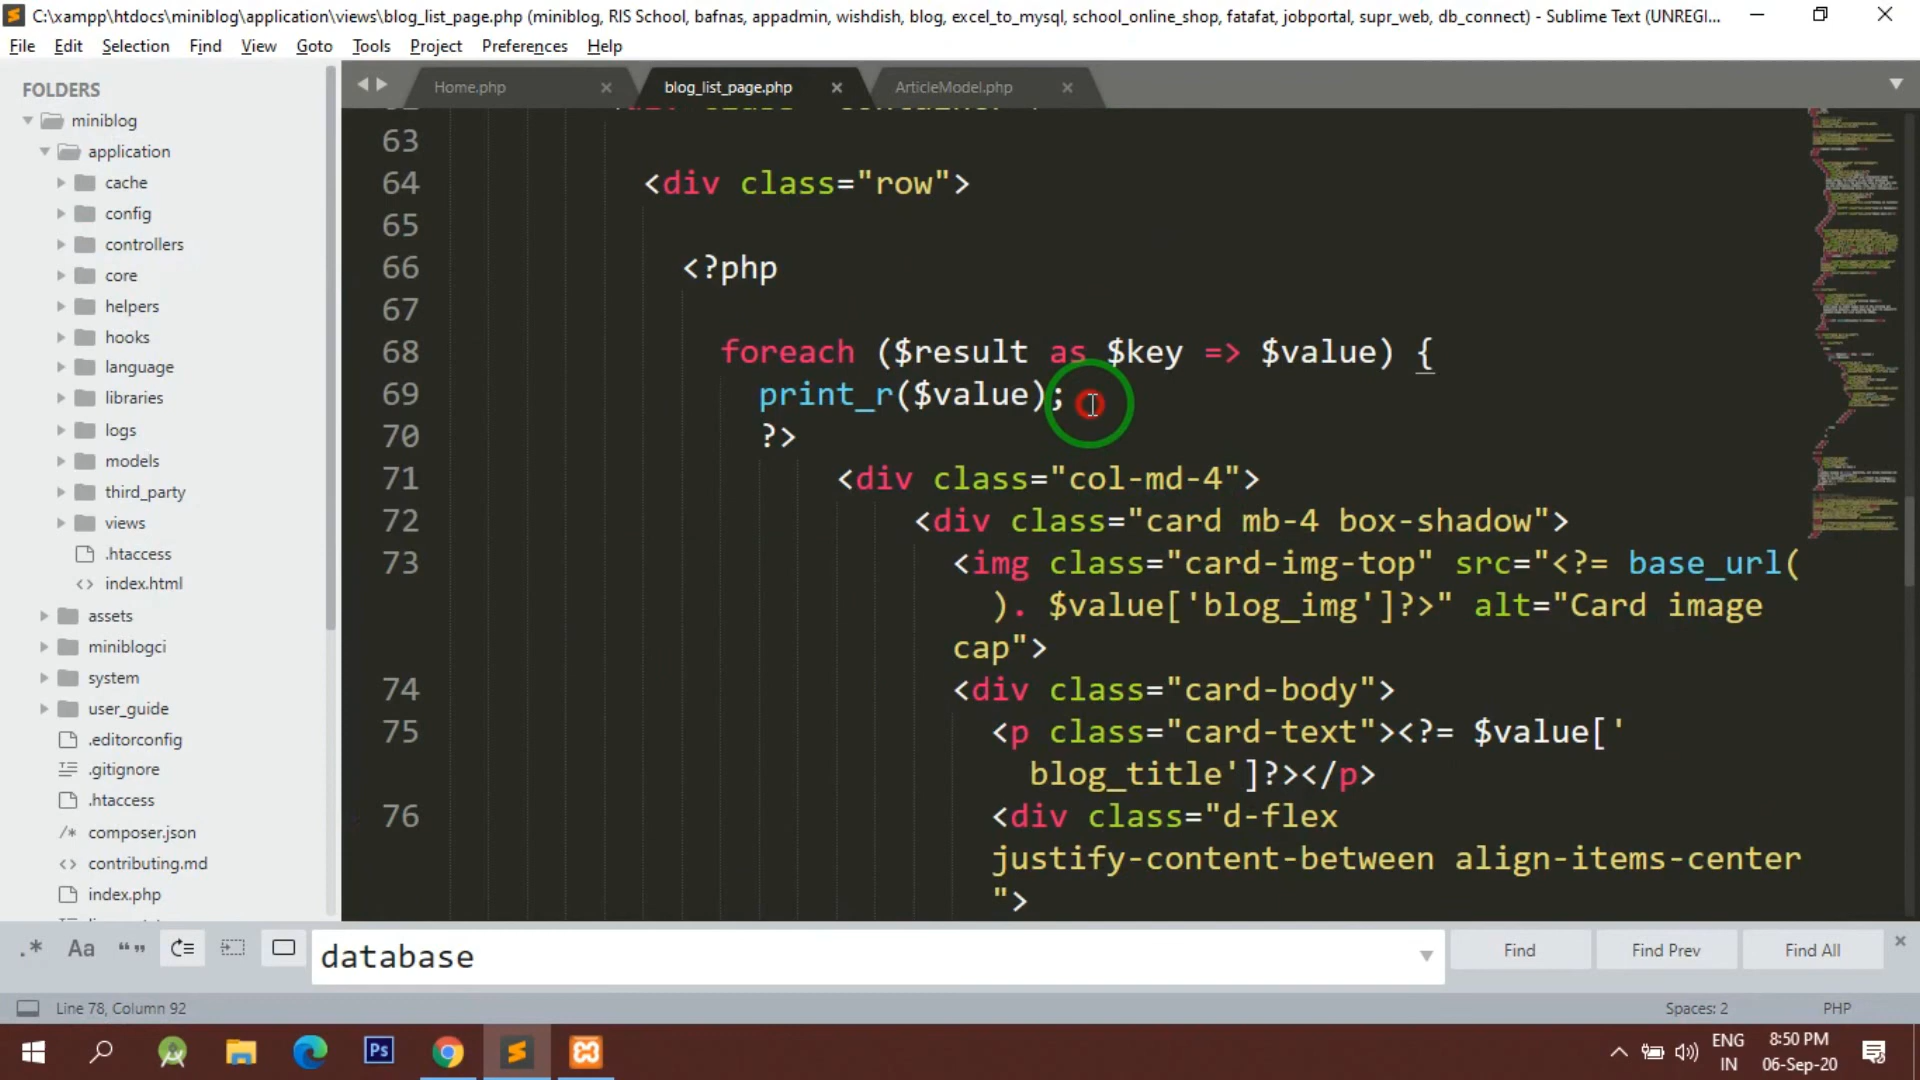 C:\xampp\htdocs\miniblog\application\views\blog_list_page.php (miniblog, RIS School, bafnas, appadmin, wishdish, blog, excel_to_mysql, school_online_shop, fatafat, jobportal, supr_web, db_connect) - Sublime Text (UNREGI...
File Edit Selection Find View Goto Tools Project Preferences Help
FOLDERS
miniblog
application
cache
config
controllers
core
helpers
hooks
language
libraries
logs
models
third_party
views
.htaccess
index.html
assets
miniblogci
system
user_guide
.editorconfig
.gitignore
.htaccess
composer.json
contributing.md
index.php
Home.php
blog_list_page.php
ArticleModel.php
63
64 <div class="row">
65
66 <?php
67
68 foreach ($result as $key => $value) {
69 print_r($value);
70 ?>
71 <div class="col-md-4">
72 <div class="card mb-4 box-shadow">
73 <img class="card-img-top" src="<?= base_url(
). $value['blog_img']?>" alt="Card image
cap">
74 <div class="card-body">
75 <p class="card-text"><?= $value['
blog_title']?></p>
76 <div class="d-flex
justify-content-between align-items-center
">
.* Aa “” database Find Find Prev Find All
Line 78, Column 92 Spaces: 2 PHP
Ps
ENG
IN
8:50 PM
06-Sep-20